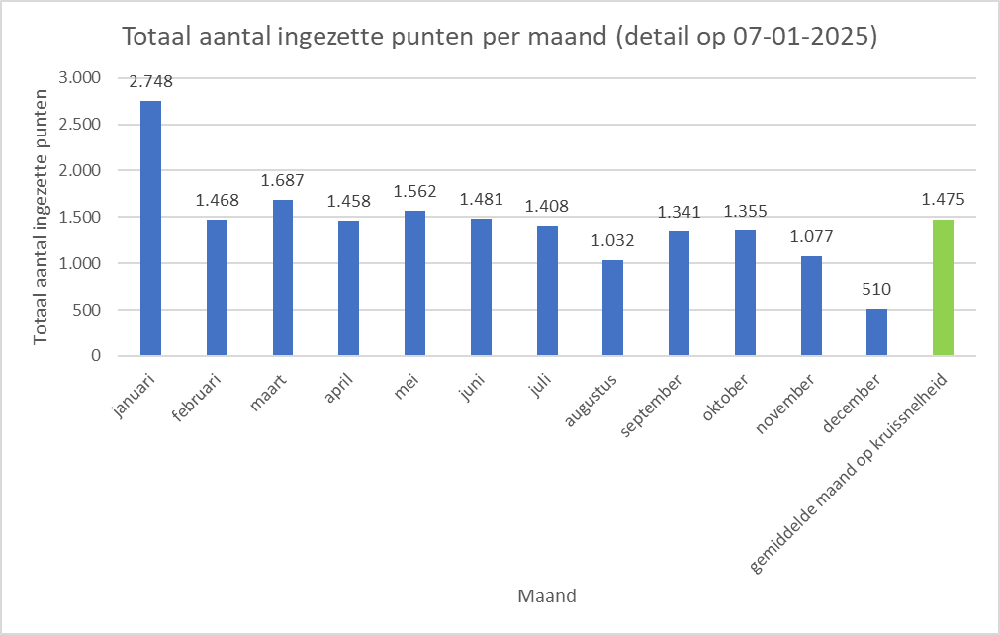 Totaal aantal ingezette punten per maand (detail op 07-01-2025)
Totaal aantal ingezette punten
3.000
2.500
2.000
1.500
1.000
500
0
2.748
1.468
1.687
1.458
1.562
1.481
1.408
1.032
1.341
1.355
1.077
510
1.475
januari
februari
maart
april
mei
juni
juli
augustus
september
oktober
november
december
gemiddelde maand op kruissnelheid
Maand